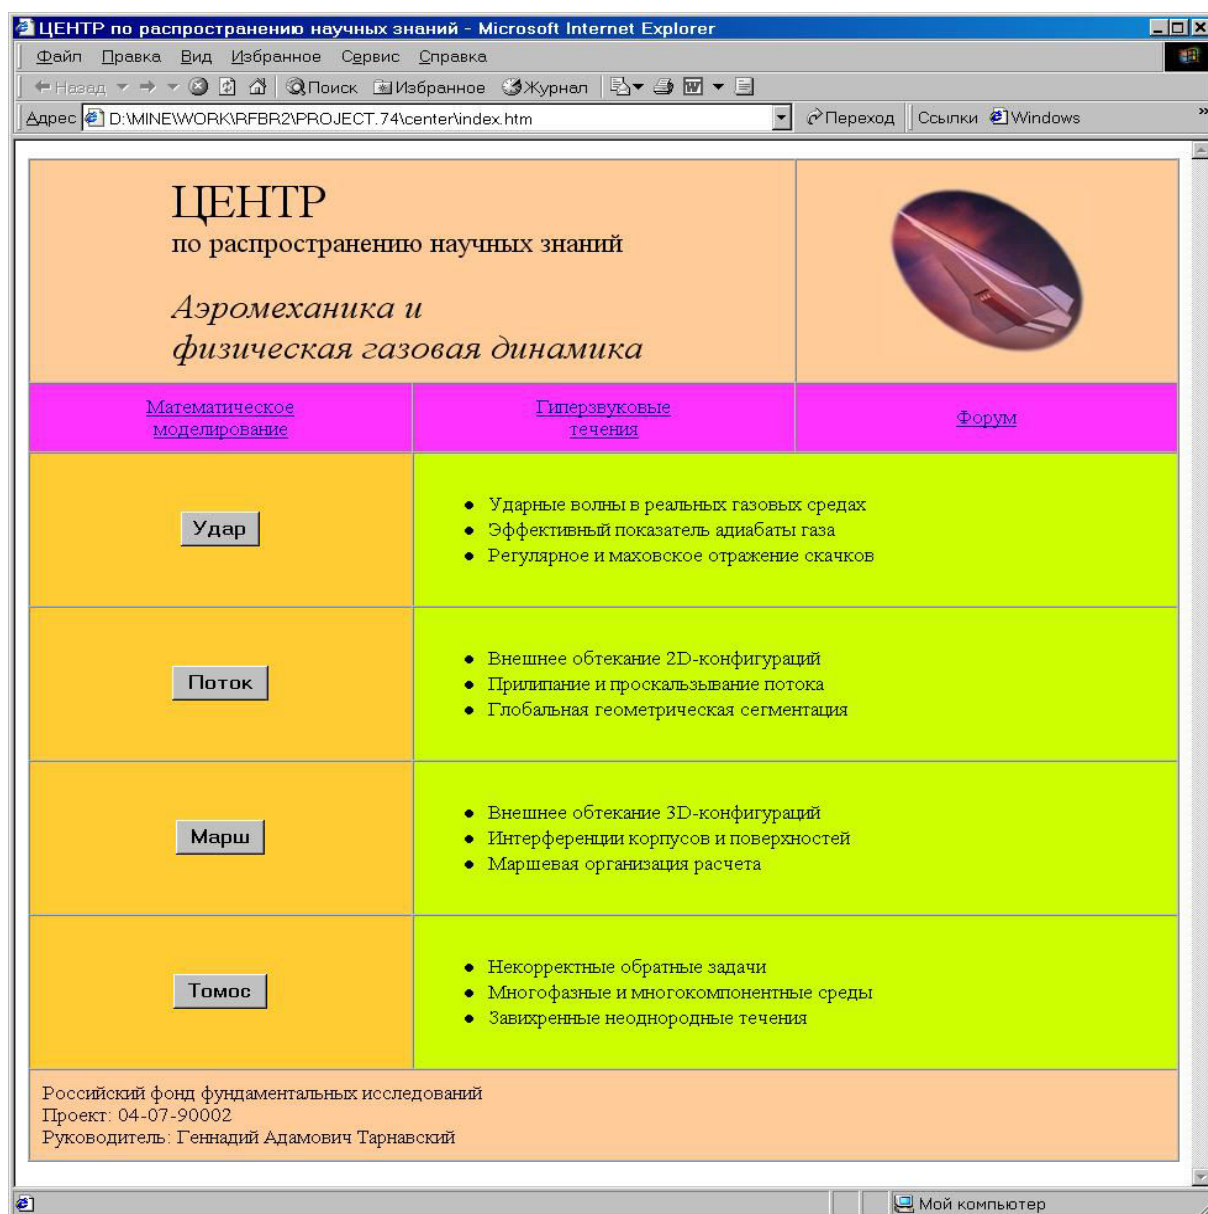 ЦЕНТР по распространению научных знаний - Microsoft Internet Explorer
Файл Правка Вид Избранное Сервис Справка
Назад Поиск Избранное Журнал
Адрес D:\MINE\WORK\RFBR2\PROJECT.74\center\index.htm Переход Ссылки Windows
ЦЕНТР
по распространению научных знаний
Аэромеханика и
физическая газовая динамика
Математическое
моделирование
Гиперзвуковые
течения
Форум
Удар
Ударные волны в реальных газовых средах
Эффективный показатель адиабаты газа
Регулярное и маховское отражение скачков
Поток
Внешнее обтекание 2D-конфигураций
Прилипание и проскальзывание потока
Глобальная геометрическая сегментация
Марш
Внешнее обтекание 3D-конфигураций
Интерференции корпусов и поверхностей
Маршевая организация расчета
Томос
Некорректные обратные задачи
Многофазные и многокомпонентные среды
Завихренные неоднородные течения
Российский фонд фундаментальных исследований
Проект: 04-07-90002
Руководитель: Геннадий Адамович Тарнавский
Мой компьютер